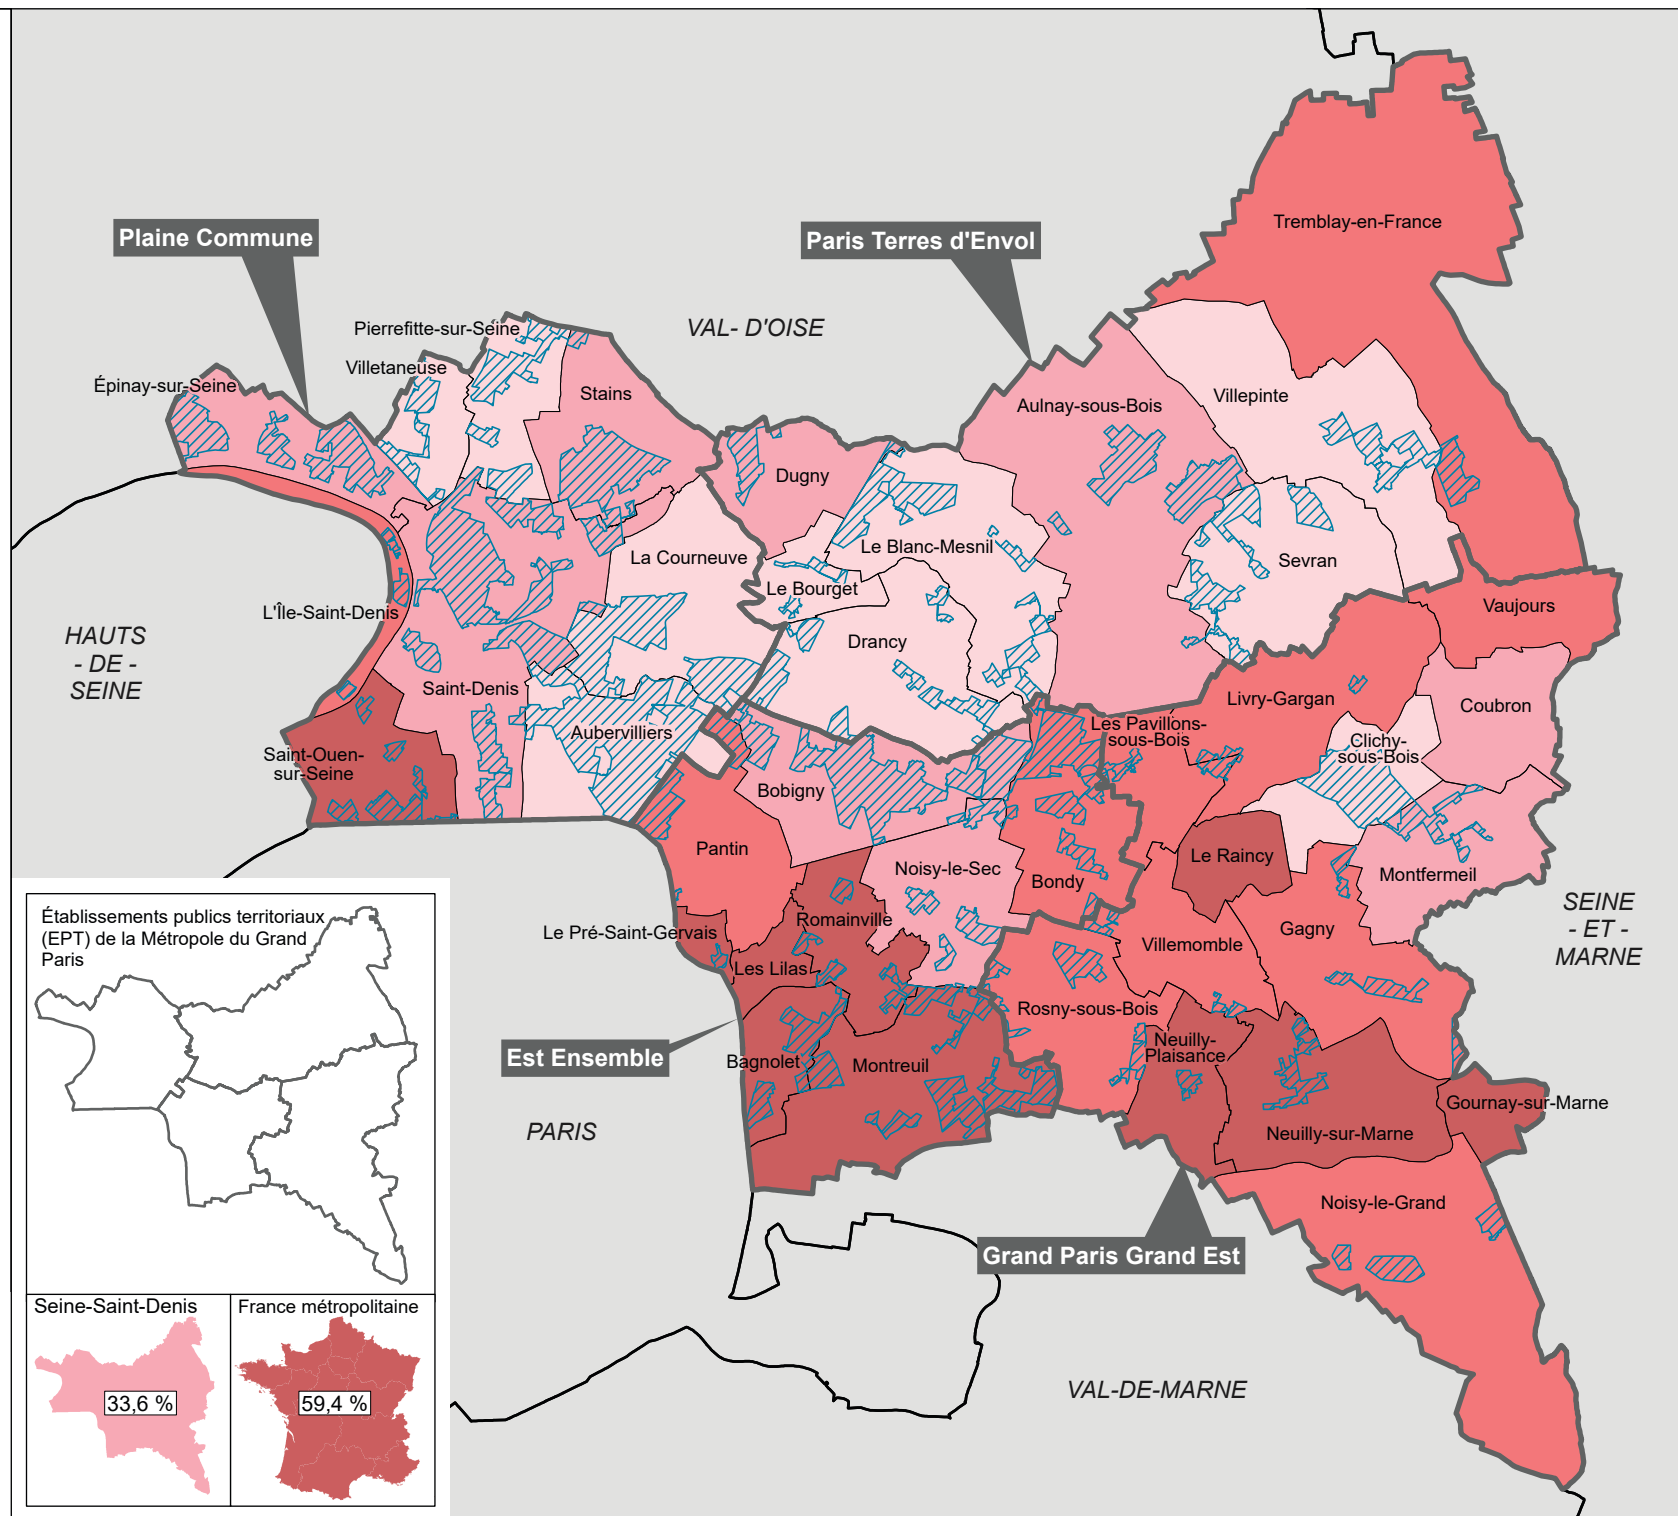 Tremblay-en-France
Plaine Commune
Paris Terres d'Envol
VAL- D'OISE
Pierrefitte-sur-Seine
Villetaneuse
Épinay-sur-Seine
Stains
Villepinte
Aulnay-sous-Bois
Dugny
Le Blanc-Mesnil
La Courneuve
Sevran
Le Bourget
Vaujours
L'Île-Saint-Denis
HAUTS
- DE -
SEINE
Drancy
Saint-Denis
Livry-Gargan
Coubron
Aubervilliers
Les Pavillons-
sous-Bois
Clichy-
sous-Bois
Saint-Ouen-
sur-Seine
Bobigny
Pantin
Le Raincy
Noisy-le-Sec
Bondy
Montfermeil
Romainville
Le Pré-Saint-Gervais
Villemomble
Gagny
SEINE
- ET -
MARNE
Les Lilas
Rosny-sous-Bois
Est Ensemble
Bagnolet
Montreuil
Neuilly-
Plaisance
Gournay-sur-Marne
PARIS
Neuilly-sur-Marne
Noisy-le-Grand
Grand Paris Grand Est
VAL-DE-MARNE
Établissements publics territoriaux
(EPT) de la Métropole du Grand
Paris
Seine-Saint-Denis
33,6 %
France métropolitaine
59,4 %